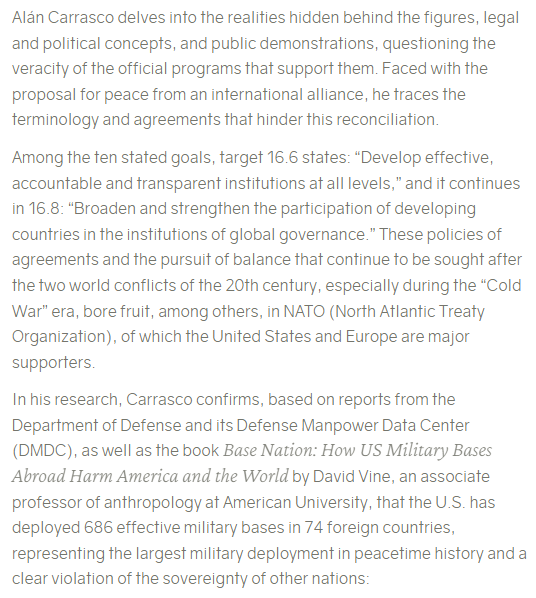 Alán Carrasco delves into the realities hidden behind the figures, legal
and political concepts, and public demonstrations, questioning the
veracity of the official programs that support them. Faced with the
proposal for peace from an international alliance, he traces the
terminology and agreements that hinder this reconciliation.
Among the ten stated goals, target 16.6 states: “Develop effective,
accountable and transparent institutions at all levels,” and it continues
in 16.8: “Broaden and strengthen the participation of developing
countries in the institutions of global governance.” These policies of
agreements and the pursuit of balance that continue to be sought after
the two world conflicts of the 20th century, especially during the “Cold
War” era, bore fruit, among others, in NATO (North Atlantic Treaty
Organization), of which the United States and Europe are major
supporters.
In his research, Carrasco confirms, based on reports from the
Department of Defense and its Defense Manpower Data Center
(DMDC), as well as the book Base Nation: How US Military Bases
Abroad Harm America and the World by David Vine, an associate
professor of anthropology at American University, that the U.S. has
deployed 686 effective military bases in 74 foreign countries,
representing the largest military deployment in peacetime history and a
clear violation of the sovereignty of other nations: